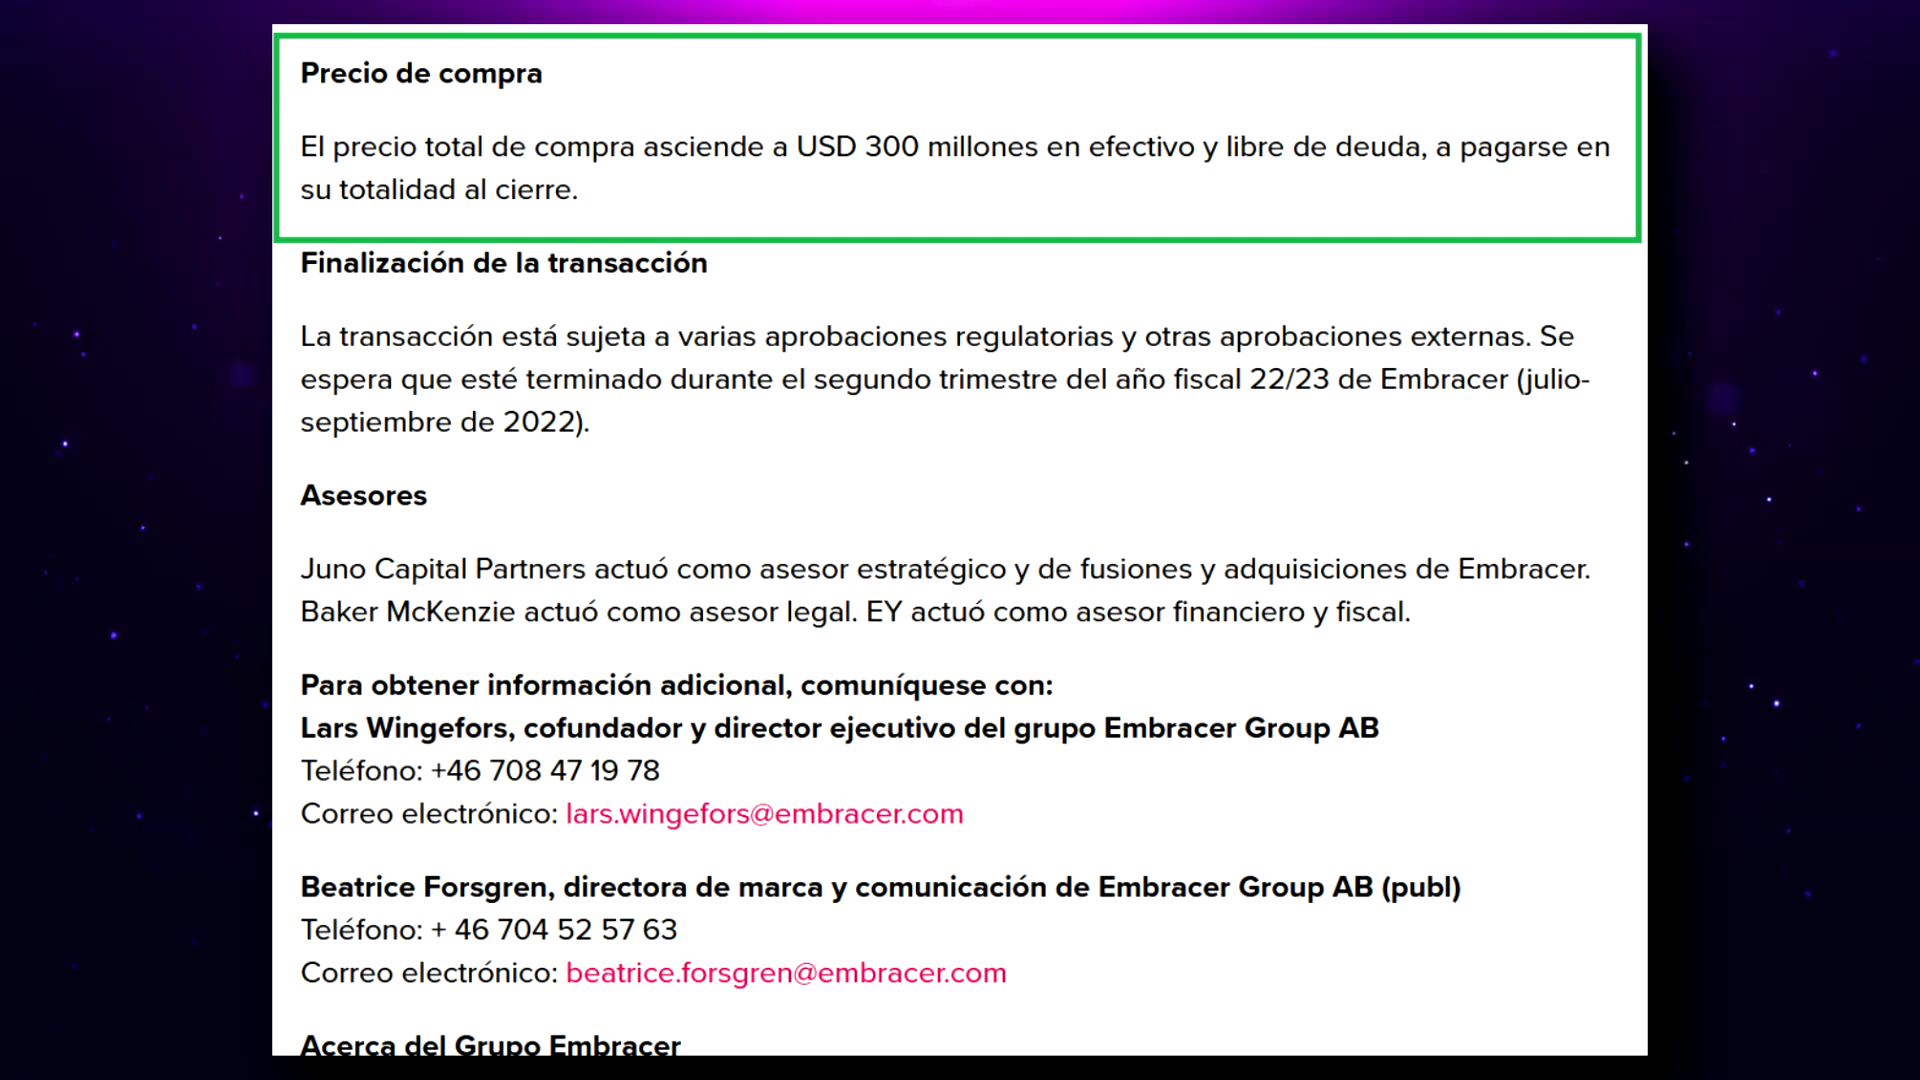 Precio de compra
El precio total de compra asciende a USD 300 millones en efectivo y libre de deuda, a pagarse en
su totalidad al cierre.
Finalización de la transacción
La transacción está sujeta a varias aprobaciones regulatorias y otras aprobaciones externas. Se
espera que esté terminado durante el segundo trimestre del año fiscal 22/23 de Embracer (julio-
septiembre de 2022).
Asesores
Juno Capital Partners actuó como asesor estratégico y de fusiones y adquisiciones de Embracer.
Baker McKenzie actuó como asesor legal. EY actuó como asesor financiero y fiscal.
Para obtener información adicional, comuníquese con:
Lars Wingefors, cofundador y director ejecutivo del grupo Embracer Group AB
Teléfono: +46 708 47 19 78
Correo electrónico: lars.wingefors@embracer.com
Beatrice Forsgren, directora de marca y comunicación de Embracer Group AB (publ)
Teléfono: + 46 704 52 57 63
Correo electrónico: beatrice.forsgren@embracer.com
Acerca del Grupo Embracer